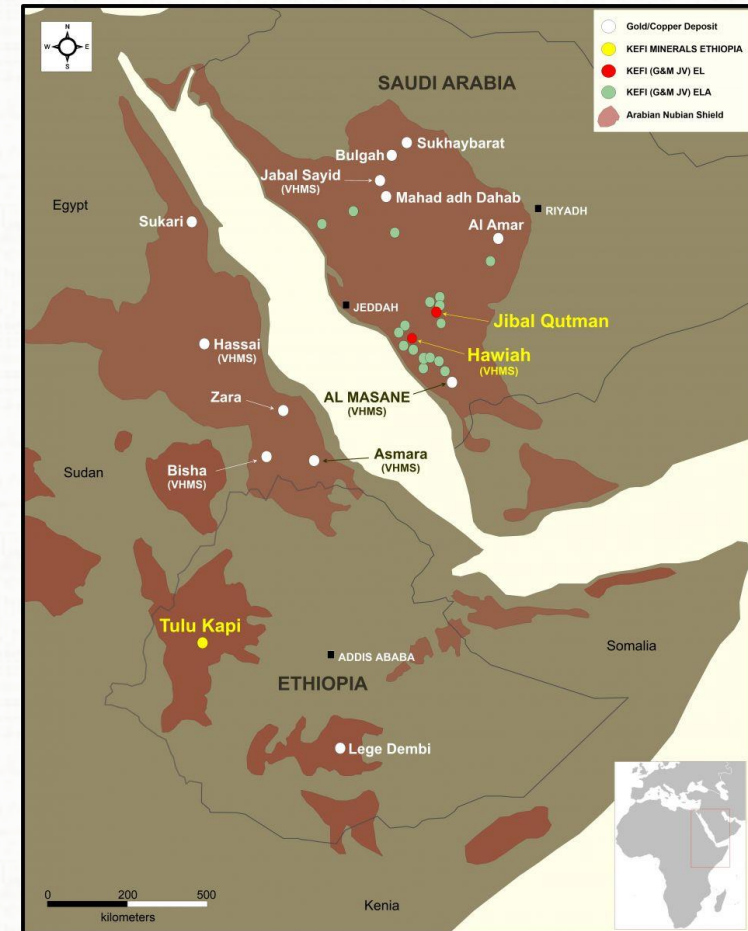 N
W E
S
Gold/Copper Deposit
KEFI MINERALS ETHIOPIA
KEFI (G&M JV) EL
KEFI (G&M JV) ELA
Arabian Nubian Shield
SAUDI ARABIA
Sukhaybarat
Bulgah
Jabal Sayid
(VHMS)
Mahad adh Dahab
Egypt
RIYADH
Sukari
Al Amar
JEDDAH
Jibal Qutman
Hassai
(VHMS)
Hawiah
(VHMS)
Zara
AL MASANE
(VHMS)
Sudan
Bisha
(VHMS)
Asmara
(VHMS)
Tulu Kapi
ADDIS ABABA
Somalia
ETHIOPIA
Lege Dembi
0 200 500
kilometers
Kenia